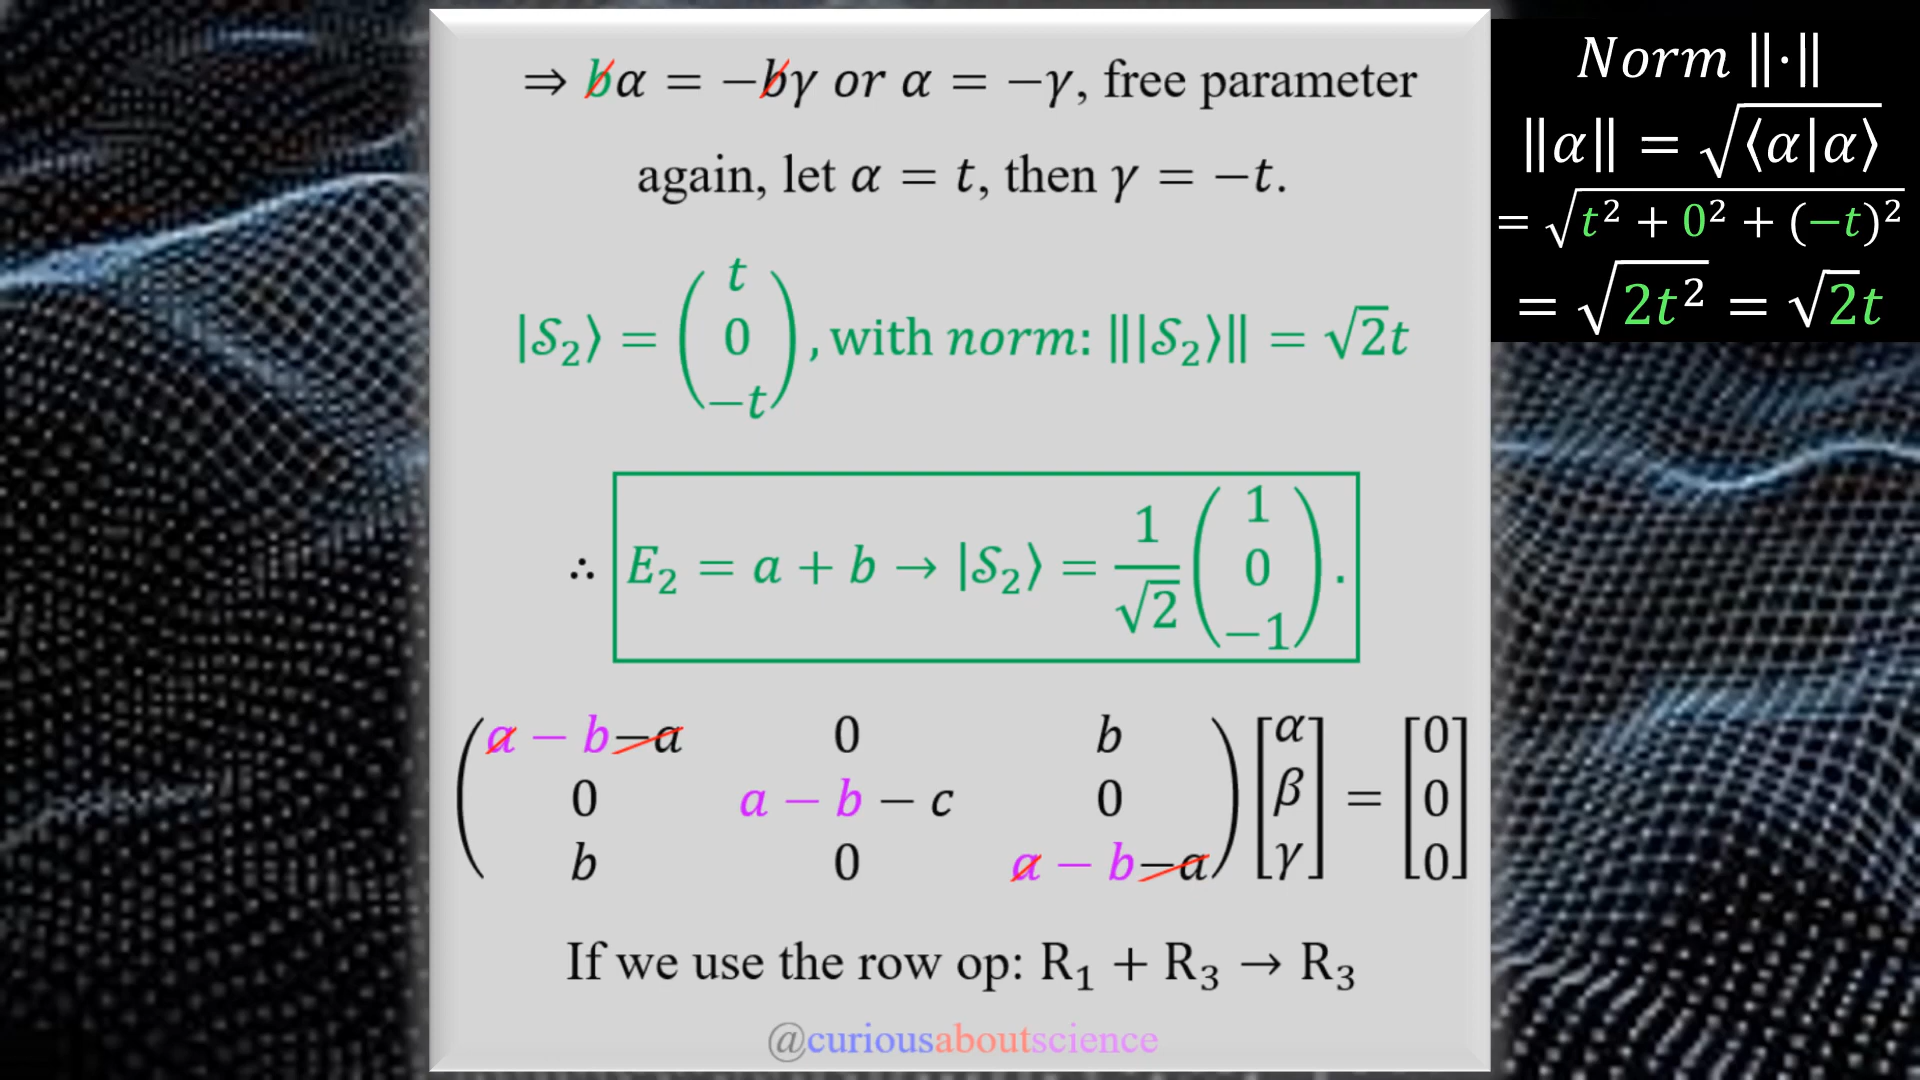 ⇒ bα = −bγ or α = −γ, free parameter
again, let α = t, then γ = −t.
|𝒮₂⟩ = (t 0 −t), with norm: ‖|𝒮₂⟩‖ = √2t
∴ E₂ = a + b → |𝒮₂⟩ = 1/√2 (1 0 −1).
(a − b−a 0 b) [α] [0]
(0 a − b − c 0) [β] = [0]
(b 0 a − b−a) [γ] [0]
If we use the row op: R₁ + R₃ → R₃
@curiousaboutscience
Norm ‖·‖
‖α‖ = √⟨α|α⟩
= √t² + 0² + (−t)²
= √2t² = √2t